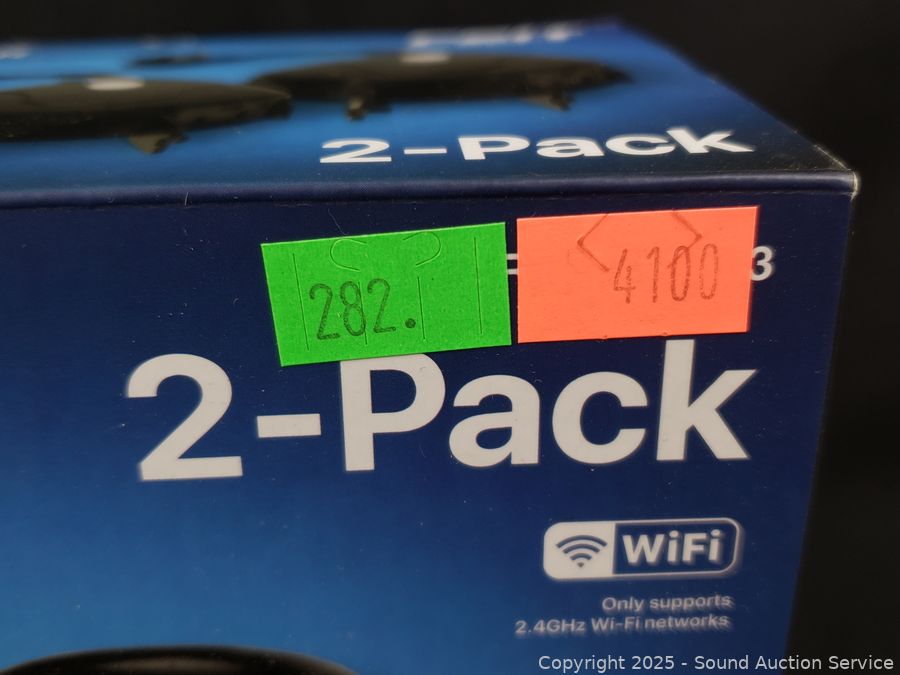 2-Pack
282.
4100
3
2-Pack
WiFi
Only supports
2.4GHz Wi-Fi networks
Copyright 2025 - Sound Auction Service